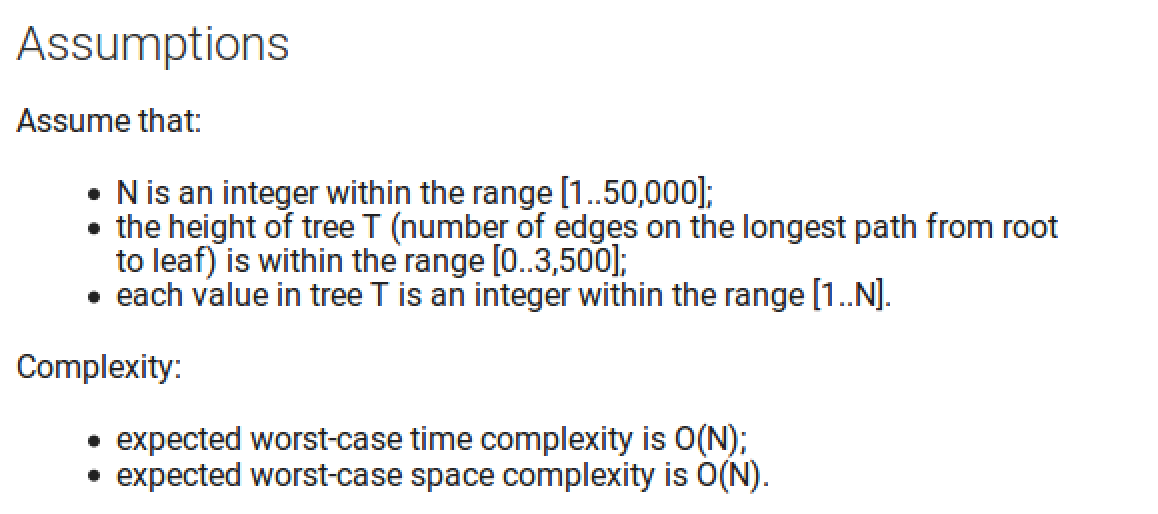 Assumptions
Assume that:
• N is an integer within the range [1..50,000];
• the height of tree T (number of edges on the longest path from root
to leaf) is within the range [0..3,500];
• each value in tree T is an integer within the range [1..N].
Complexity:
• expected worst-case time complexity is O(N);
• expected worst-case space complexity is O(N).